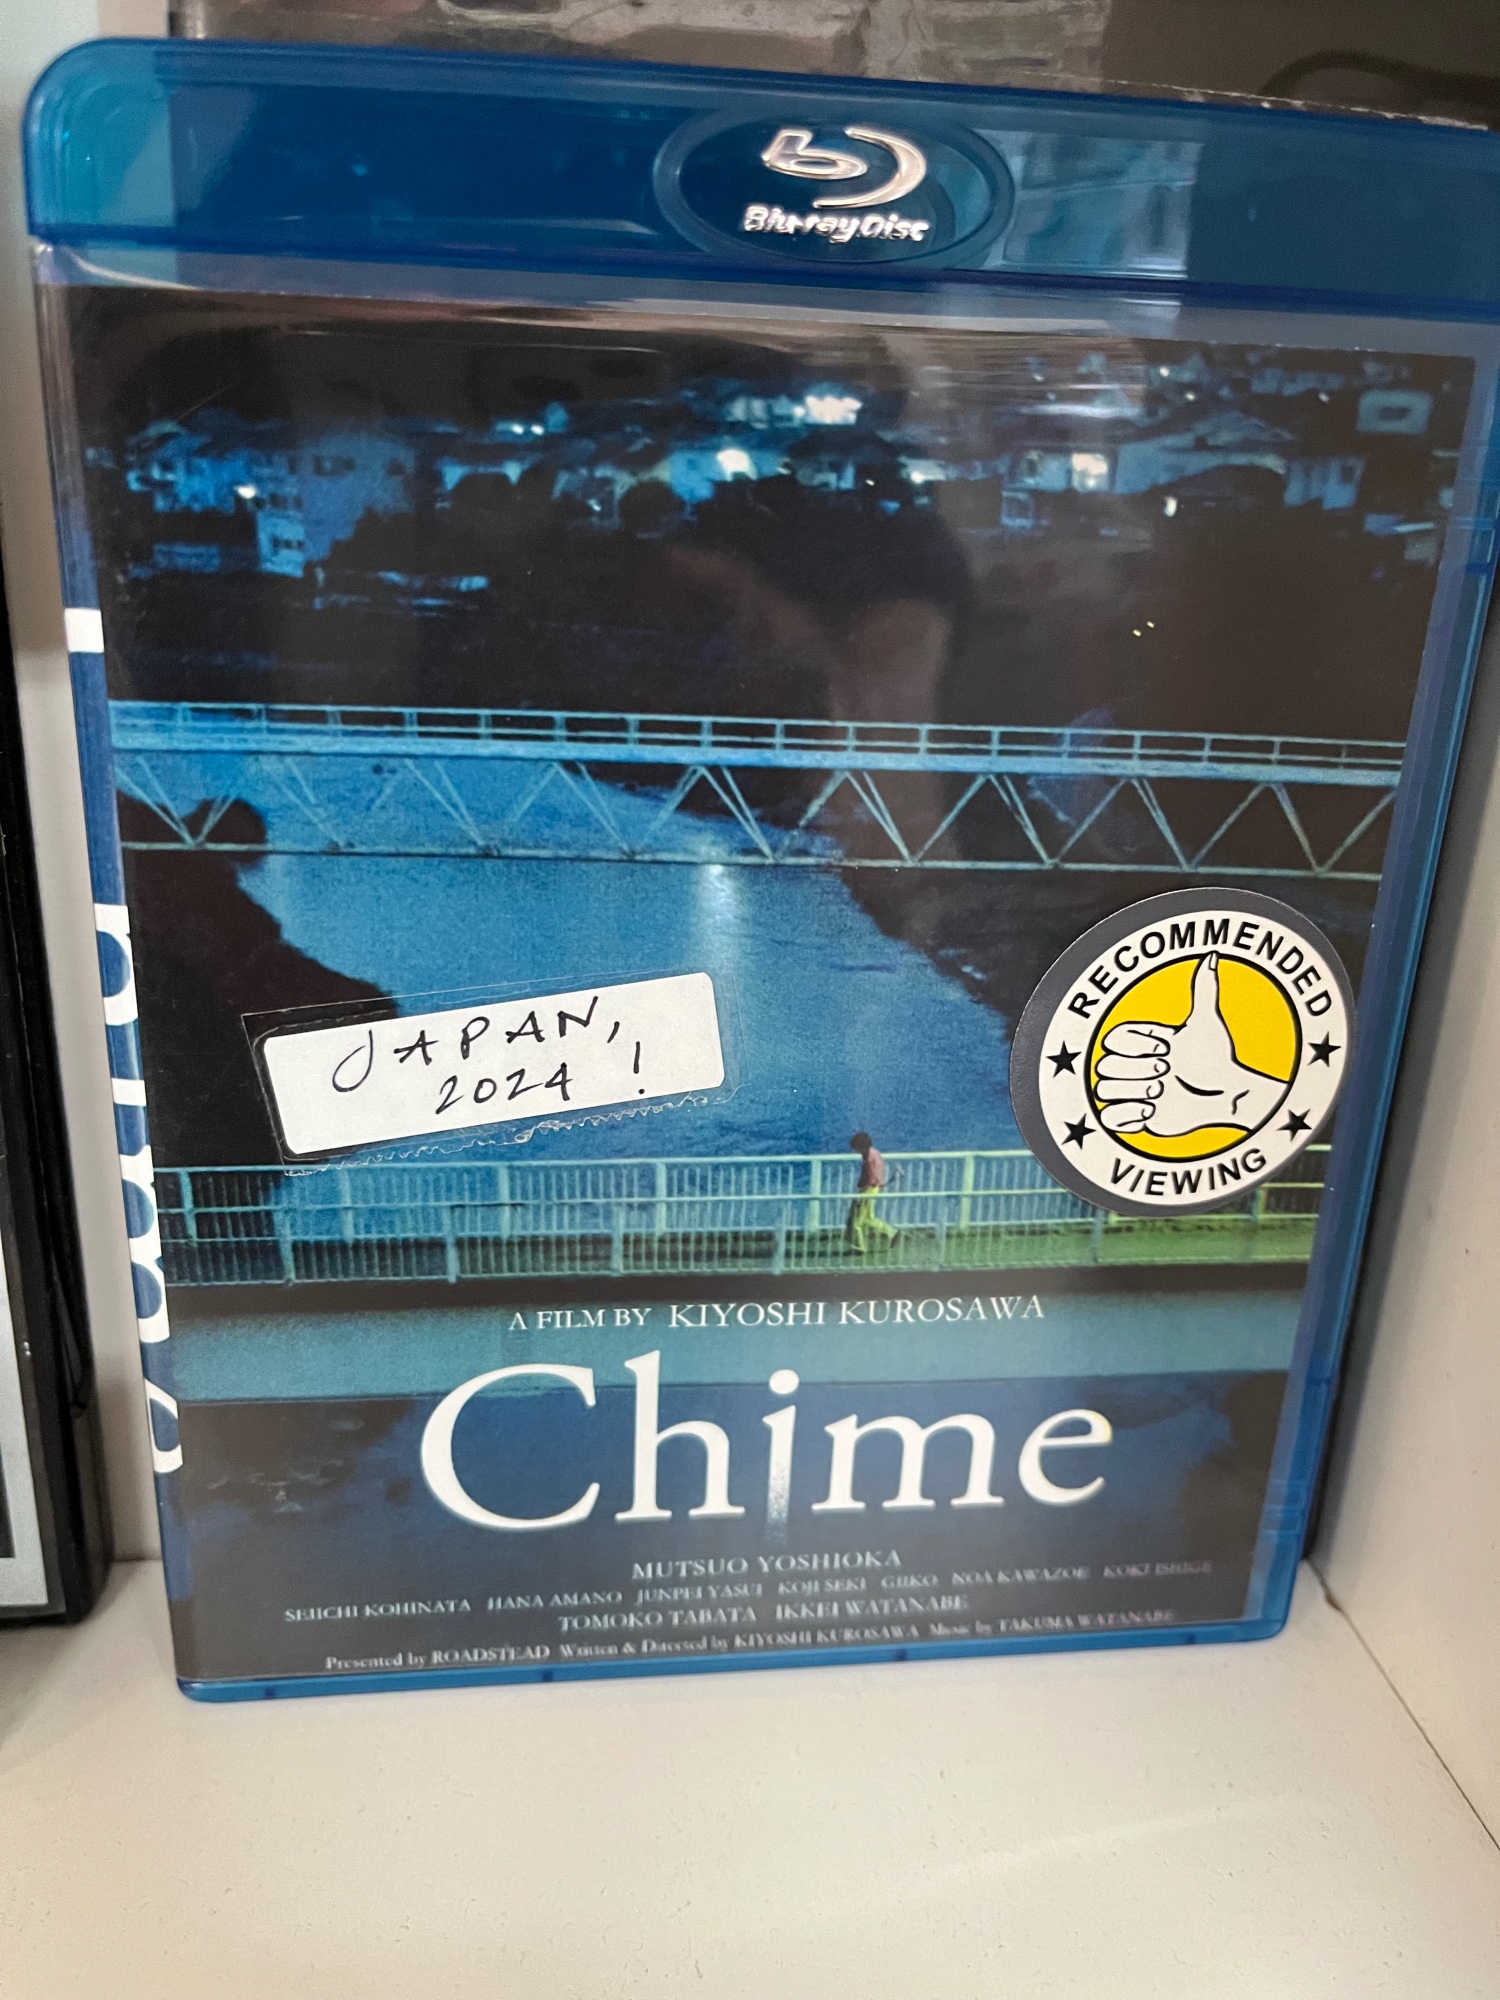 Blu-ray Disc
JAPAN,
2024 !
RECOMMENDED
VIEWING
A FILM BY KIYOSHI KUROSAWA
Chime
MUTSUO YOSHIOKA
SEIICHI KOHINATA HANA AMANO JUNPEI YASUI KOJI SEKI GURKO NOA KAWAZOE KOKI ISHIGE
TOMOKO TABATA IKKEI WATANABE
Presented by ROADSTEAD Written & Directed by KIYOSHI KUROSAWA Music by TAKUMA WATANABE